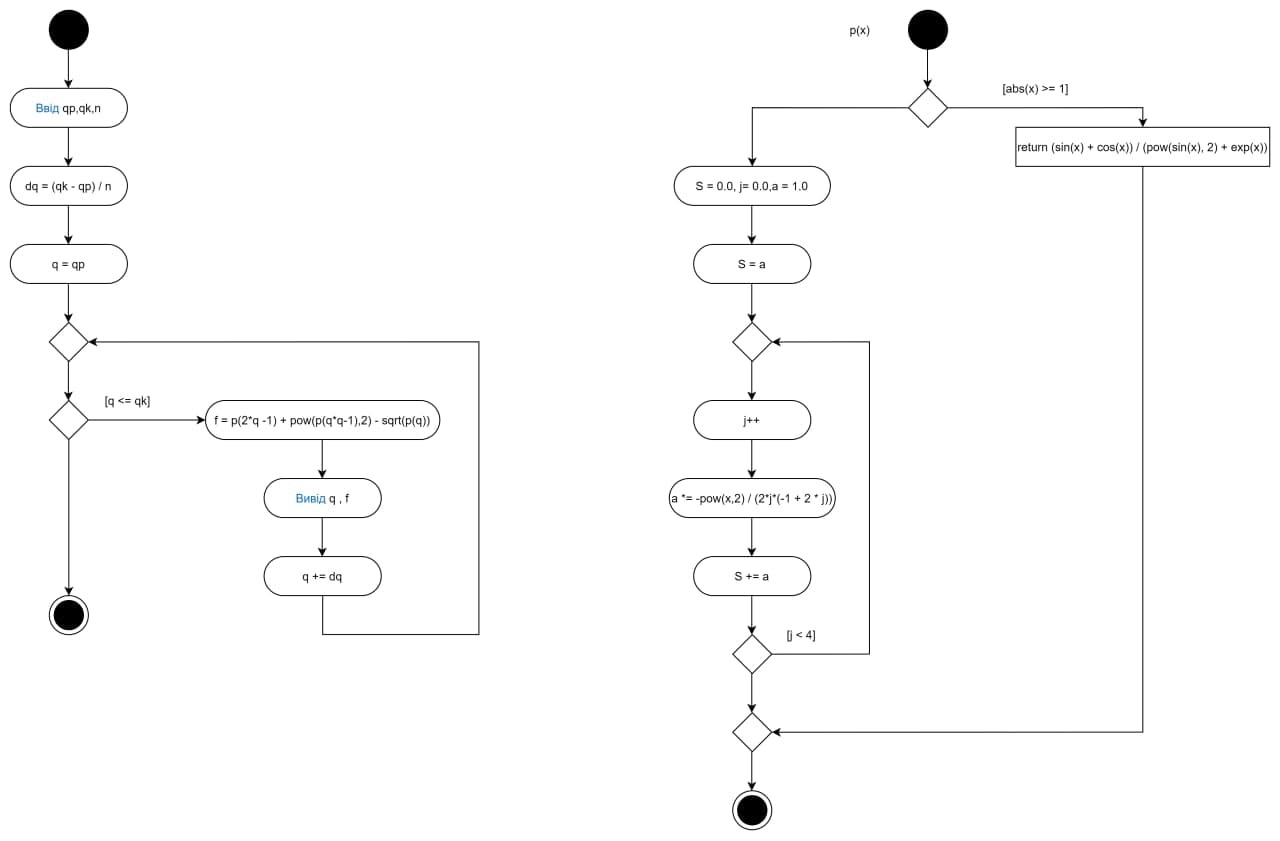 Ввід qp,qk,n
dq = (qk - qp) / n
q = qp
[q <= qk]
f = p(2*q -1) + pow(p(q*q-1),2) - sqrt(p(q))
Вивід q , f
q += dq
p(x)
[abs(x) >= 1]
return (sin(x) + cos(x)) / (pow(sin(x), 2) + exp(x))
S = 0.0, j= 0.0,a = 1.0
S = a
j++
a *= -pow(x,2) / (2*j*(-1 + 2 * j))
S += a
[j < 4]